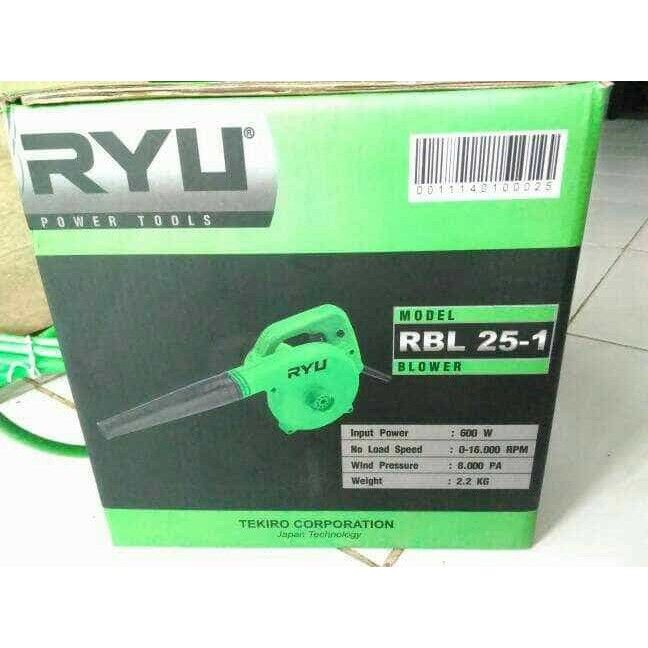 RYU®
POWER TOOLS
0011140100025
MODEL
RBL 25-1
BLOWER
RYU
Input Power : 600 W
No Load Speed : 0-16.000 RPM
Wind Pressure : 8.000 PA
Weight : 2.2 KG
TEKIRO CORPORATION
Japan Technology